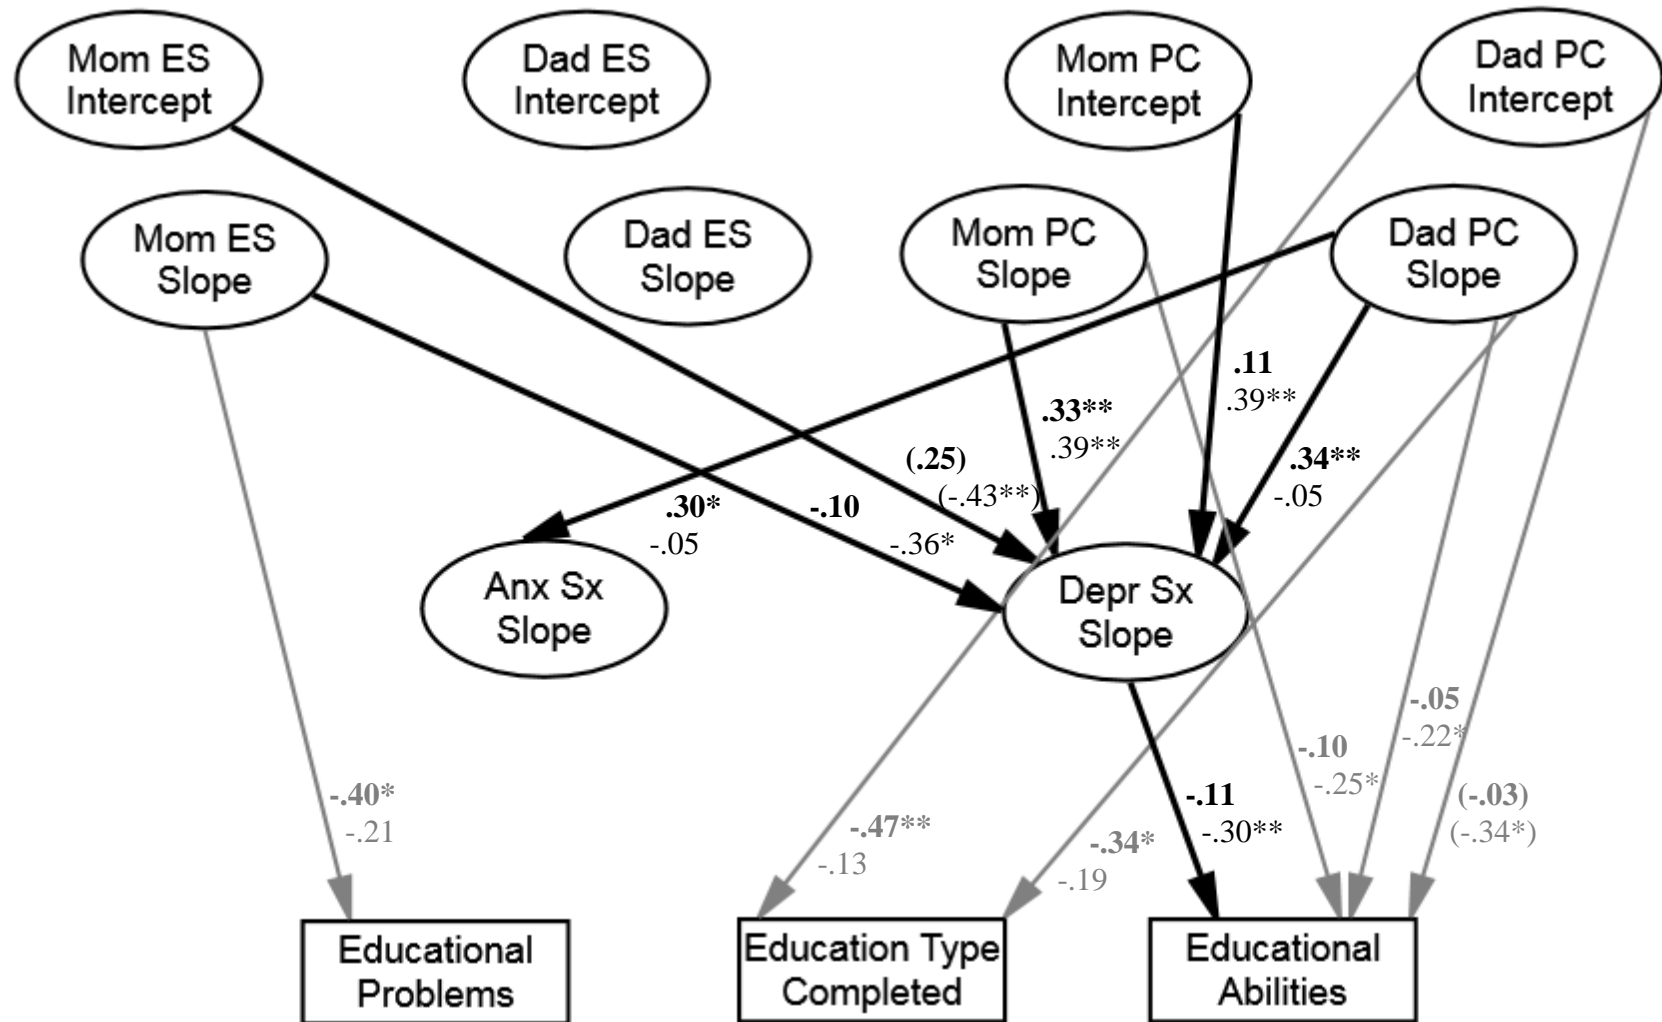 Mom ES
Intercept
Dad ES
Intercept
Mom PC
Intercept
Dad PC
Intercept
Mom ES
Slope
Dad ES
Slope
Mom PC
Slope
Dad PC
Slope
.11
.39**
.33**
.39**
(.25)
(-.43**)
.34**
-.05
.30*
-.05
-.10
-.36*
Anx Sx
Slope
Depr Sx
Slope
-.05
-.22*
-.10
-.25*
-.40*
-.21
-.47**
-.13
-.34*
-.19
-.11
-.30**
(-.03)
(-.34*)
Educational
Problems
Education Type
Completed
Educational
Abilities